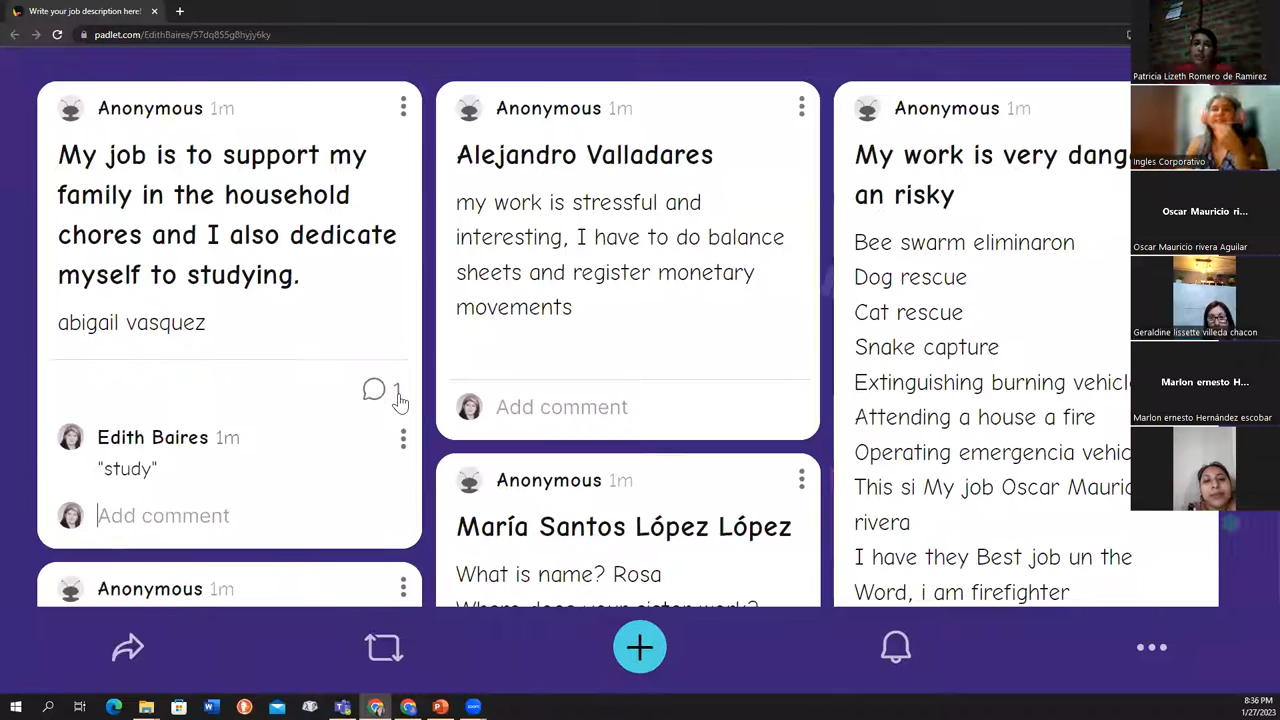 Write your job description here!
padlet.com/EdithBaires/57dq855g8hyjy6ky
Anonymous 1m
My job is to support my
family in the household
chores and I also dedicate
myself to studying.
abigail vasquez
1
Edith Baires 1m
"study"
Add comment
Anonymous 1m
Anonymous 1m
Alejandro Valladares
my work is stressful and
interesting, I have to do balance
sheets and register monetary
movements
Add comment
Anonymous 1m
María Santos López López
What is name? Rosa
Where does your sister work?
Anonymous 1m
My work is very dang
an risky
Bee swarm eliminaron
Dog rescue
Cat rescue
Snake capture
Extinguishing burning vehicl
Attending a house a fire
Operating emergencia vehic
This si My job Oscar Mauric
rivera
I have they Best job un the
Word, i am firefighter
Patricia Lizeth Romero de Ramirez
Ingles Corporativo
Oscar Mauricio ri...
Oscar Mauricio rivera Aguilar
Geraldine lissette villeda chacon
Marlon ernesto H...
Marlon ernesto Hernández escobar
8:36 PM
1/27/2023